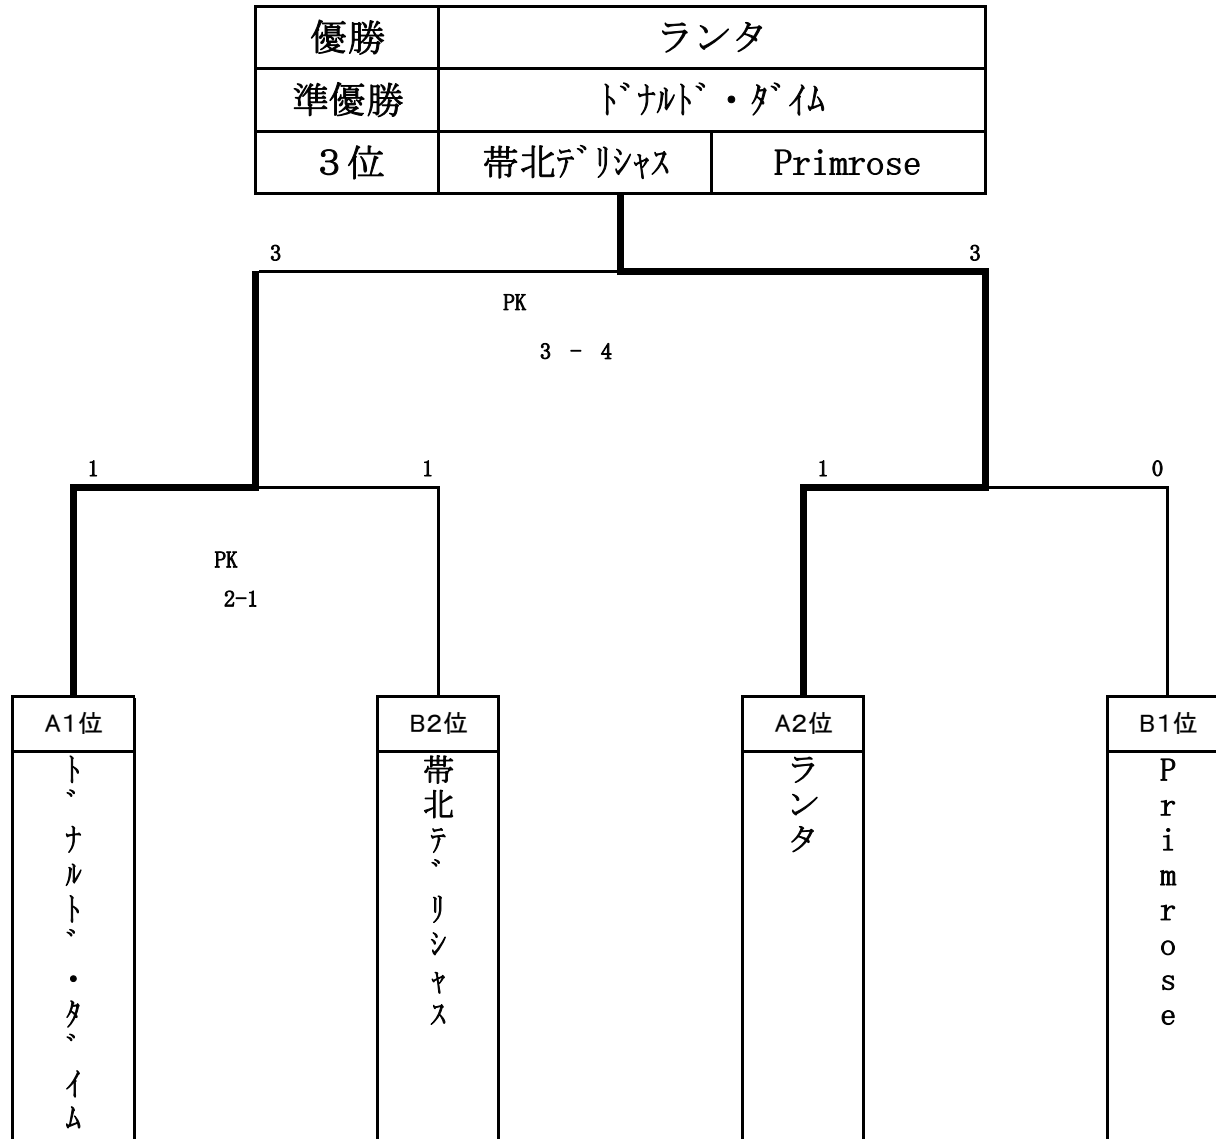 優勝 ランタ
準優勝 ﾄﾞﾅﾙﾄﾞ・ﾀﾞｲﾑ
３位 帯北ﾃﾞﾘｼｬｽ Primrose
3 3
PK
3 － 4
1 1 1 0
PK
2-1
A1位 B2位 A2位 B1位
ﾄﾞﾅﾙﾄﾞ・ﾀﾞｲﾑ
帯北ﾃﾞﾘｼｬｽ
ランタ
Primrose